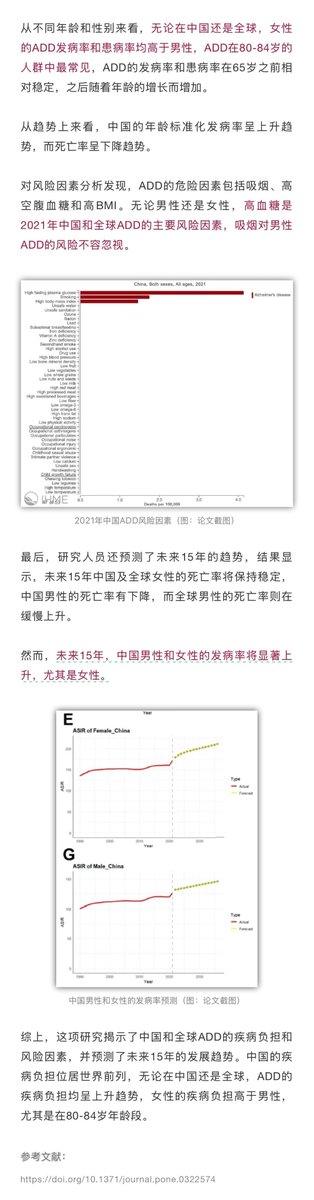 从不同年龄和性别来看，无论在中国还是全球，女性
的ADD发病率和患病率均高于男性，ADD在80-84岁的
人群中最常见，ADD的发病率和患病率在65岁之前相
对稳定，之后随着年龄的增长而增加。
从趋势上来看，中国的年龄标准化发病率呈上升趋
势，而死亡率呈下降趋势。
对风险因素分析发现，ADD的危险因素包括吸烟、高
空腹血糖和高BMI。无论男性还是女性，高血糖是
2021年中国和全球ADD的主要风险因素，吸烟对男性
ADD的风险不容忽视。
China, Both sexes, All ages, 2021
High fasting plasma glucose
Smoking
High body-mass index
Unsafe water
Unsafe sanitation
Ozone
Radon
Lead
Suboptimal breastfeeding
Iron deficiency
Vitamin A deficiency
Zinc deficiency
Secondhand smoke
High alcohol use
Drug use
High blood pressure
Low bone mineral density
Low fruit
Low vegetables
Low whole grains
Low nuts and seeds
Low milk
High red meat
High processed meat
High sweetened beverages
Low fiber
Low omega-3
Low omega-6
High trans fat
High sodium
Low physical activity
Occupational carcinogens
Occupational asthmagens
Occupational particulates
Occupational noise
Occupational injury
Occupational ergonomic
Childhood sexual abuse
Intimate partner violence
Low calcium
Unsafe sex
Handwashing
Child growth failure
Chewing tobacco
Low legumes
High temperature
Low temperature
Alzheimer's disease
IHME
Deaths per 100,000
2021年中国ADD风险因素（图：论文截图）
最后，研究人员还预测了未来15年的趋势，结果显
示，未来15年中国及全球女性的死亡率将保持稳定，
中国男性的死亡率有下降，而全球男性的死亡率则在
缓慢上升。
然而，未来15年，中国男性和女性的发病率将显著上
升，尤其是女性。
Year
E
ASIR of Female_China
ASIR
Type
Actual
Forecast
Year
G
ASIR of Male_China
ASIR
Type
Actual
Forecast
Year
中国男性和女性的发病率预测（图：论文截图）
综上，这项研究揭示了中国和全球ADD的疾病负担和
风险因素，并预测了未来15年的发展趋势。中国的疾
病负担位居世界前列，无论在中国还是全球，ADD的
疾病负担均呈上升趋势，女性的疾病负担高于男性，
尤其是在80-84岁年龄段。
参考文献：
https://doi.org/10.1371/journal.pone.0322574